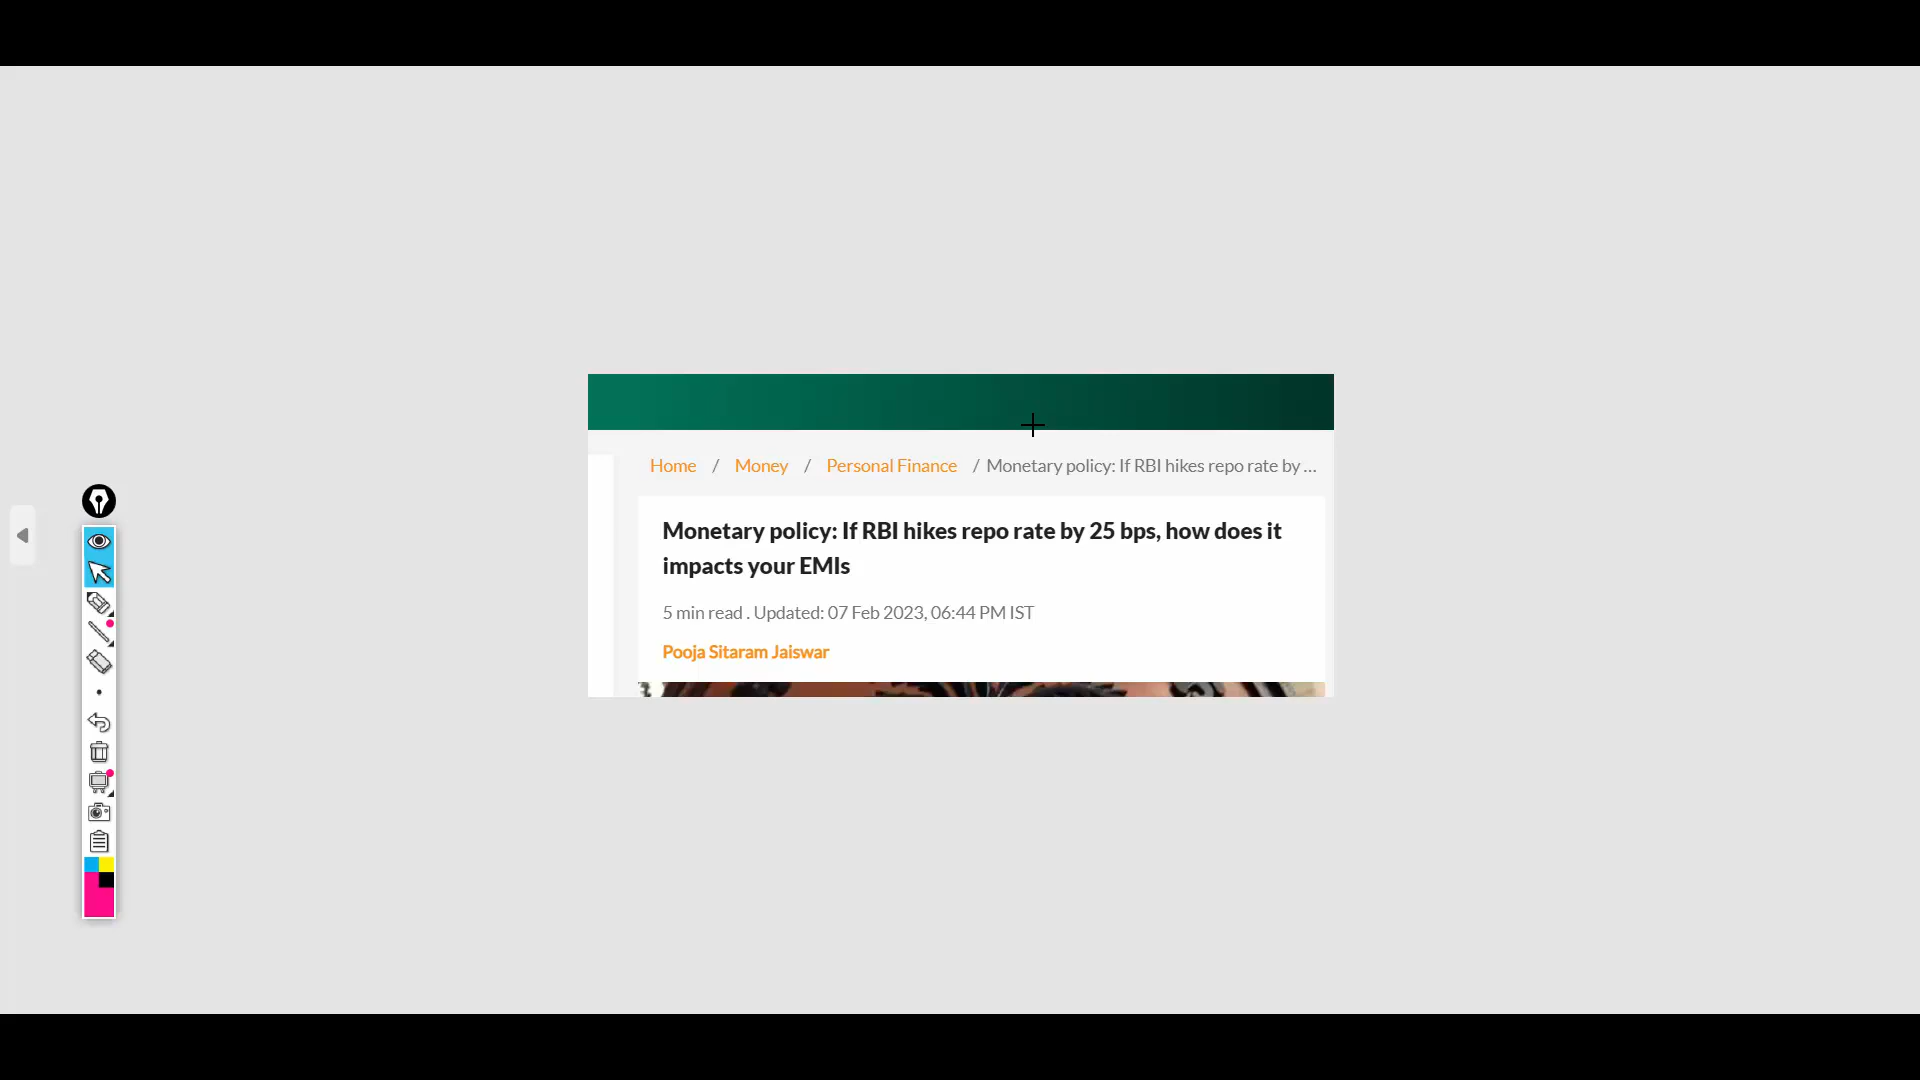 Home / Money / Personal Finance / Monetary policy: If RBI hikes repo rate by ...
Monetary policy: If RBI hikes repo rate by 25 bps, how does it
impacts your EMIs
5 min read . Updated: 07 Feb 2023, 06:44 PM IST
Pooja Sitaram Jaiswar